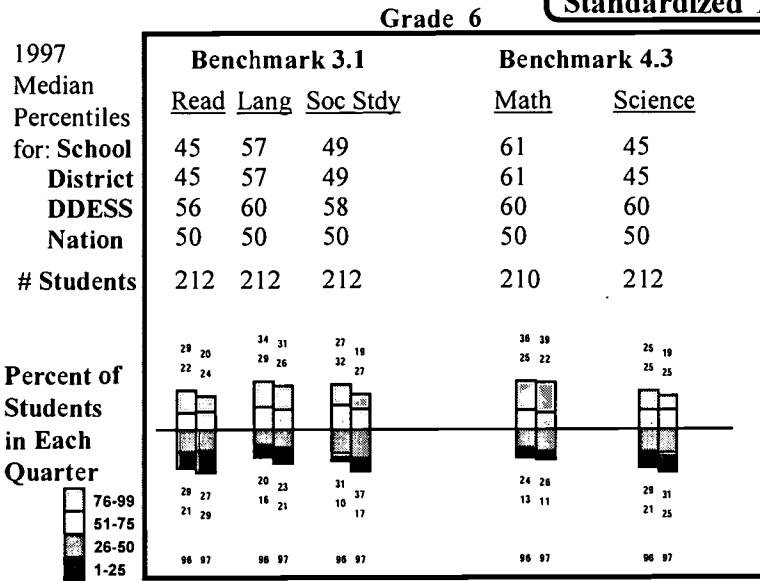 Grade 6
Standardized
1997
Median
Percentiles
for: School
District
DDESS
Nation
# Students
Benchmark 3.1 Benchmark 4.3
Read Lang Soc Stdy Math Science
45 57 49 61 45
45 57 49 61 45
56 60 58 60 60
50 50 50 50 50
212 212 212 210 212
Percent of
Students
in Each
Quarter
76-99
51-75
26-50
1-25
29 20 34 31 27 19 36 39 25 19
22 24 29 26 32 27 25 22 25 25
29 27 20 23 31 37 24 26 29 31
21 29 16 21 10 17 13 11 21 25
96 97 96 97 96 97 96 97 96 97